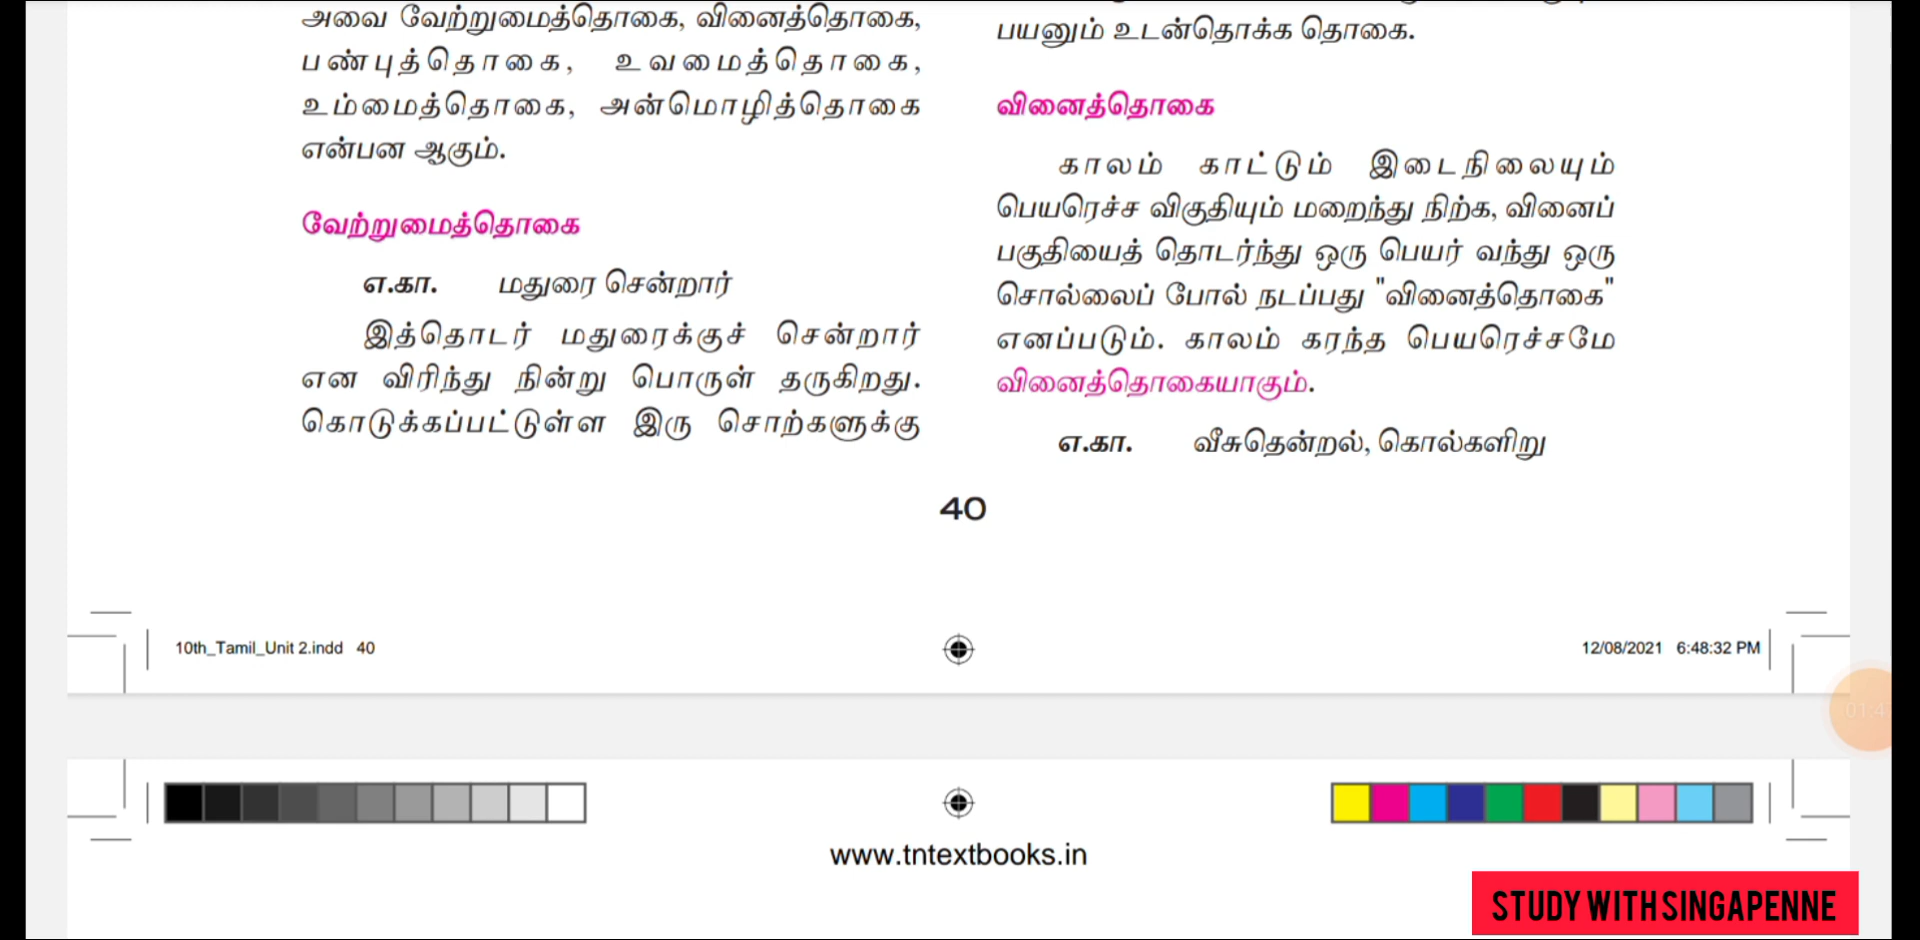 அவை வேற்றுமைத்தொகை, வினைத்தொகை,
பண்புத்தொகை, உவமைத்தொகை,
உம்மைத்தொகை, அன்மொழித்தொகை
என்பன ஆகும்.
வேற்றுமைத்தொகை
எ.கா. மதுரை சென்றார்
இத்தொடர் மதுரைக்குச் சென்றார்
என விரிந்து நின்று பொருள் தருகிறது.
கொடுக்கப்பட்டுள்ள இரு சொற்களுக்கு
பயனும் உடன்தொக்க தொகை.
வினைத்தொகை
காலம் காட்டும் இடைநிலையும்
பெயரெச்ச விகுதியும் மறைந்து நிற்க, வினைப்
பகுதியைத் தொடர்ந்து ஒரு பெயர் வந்து ஒரு
சொல்லைப் போல் நடப்பது "வினைத்தொகை"
எனப்படும். காலம் கரந்த பெயரெச்சமே
வினைத்தொகையாகும்.
எ.கா. வீசுதென்றல், கொல்களிறு
40
10th_Tamil_Unit 2.indd 40
12/08/2021 6:48:32 PM
www.tntextbooks.in
STUDY WITH SINGAPENNE